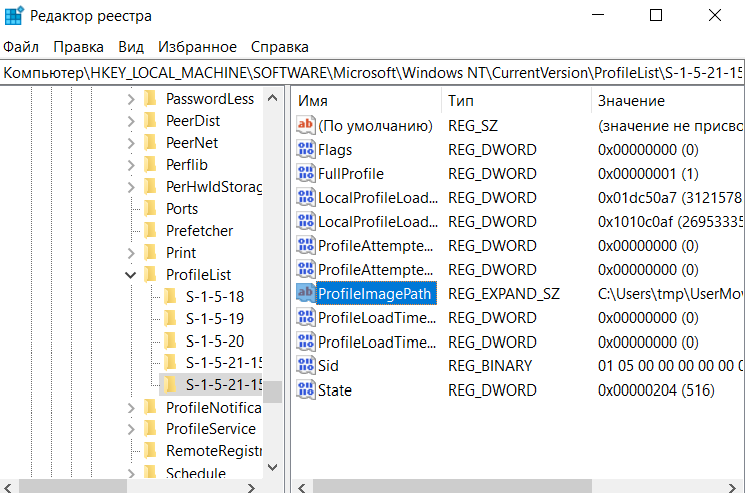 Редактор реестра
Файл Правка Вид Избранное Справка
Компьютер\HKEY_LOCAL_MACHINE\SOFTWARE\Microsoft\Windows NT\CurrentVersion\ProfileList\S-1-5-21-15
PasswordLess
PeerDist
PeerNet
Perflib
PerHwIdStorag
Ports
Prefetcher
Print
ProfileList
S-1-5-18
S-1-5-19
S-1-5-20
S-1-5-21-15
S-1-5-21-15
ProfileNotifica
ProfileService
RemoteRegistr
Schedule
Имя Тип Значение
(По умолчанию) REG_SZ (значение не присво
Flags REG_DWORD 0x00000000 (0)
FullProfile REG_DWORD 0x00000001 (1)
LocalProfileLoad... REG_DWORD 0x01dc50a7 (3121578
LocalProfileLoad... REG_DWORD 0x1010c0af (26953335
ProfileAttempte... REG_DWORD 0x00000000 (0)
ProfileAttempte... REG_DWORD 0x00000000 (0)
ProfileImagePath REG_EXPAND_SZ C:\Users\tmp\UserMov
ProfileLoadTime... REG_DWORD 0x00000000 (0)
ProfileLoadTime... REG_DWORD 0x00000000 (0)
Sid REG_BINARY 01 05 00 00 00 00 00 0
State REG_DWORD 0x00000204 (516)